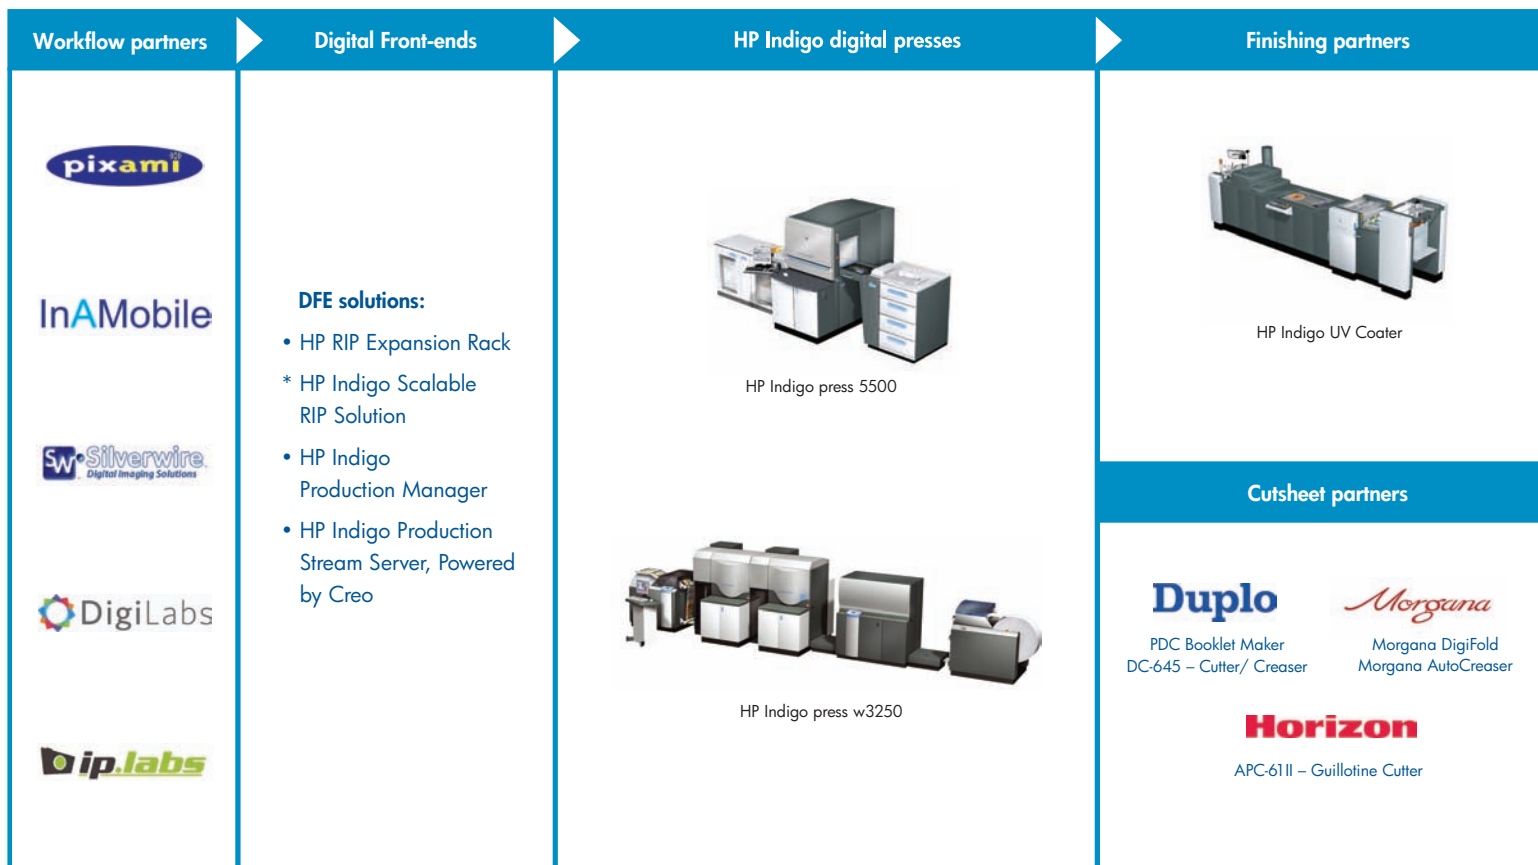 Workflow partners
Digital Front-ends
HP Indigo digital presses
Finishing partners
pixami
InAMobile
SW Silverwire
Digital Imaging Solutions
DigiLabs
ip.labs
DFE solutions:
• HP RIP Expansion Rack
* HP Indigo Scalable
RIP Solution
• HP Indigo
Production Manager
• HP Indigo Production
Stream Server, Powered
by Creo
HP Indigo press 5500
HP Indigo press w3250
HP Indigo UV Coater
Cutsheet partners
Duplo
PDC Booklet Maker
DC-645 – Cutter/ Creaser
Morgana
Morgana DigiFold
Morgana AutoCreaser
Horizon
APC-61II – Guillotine Cutter